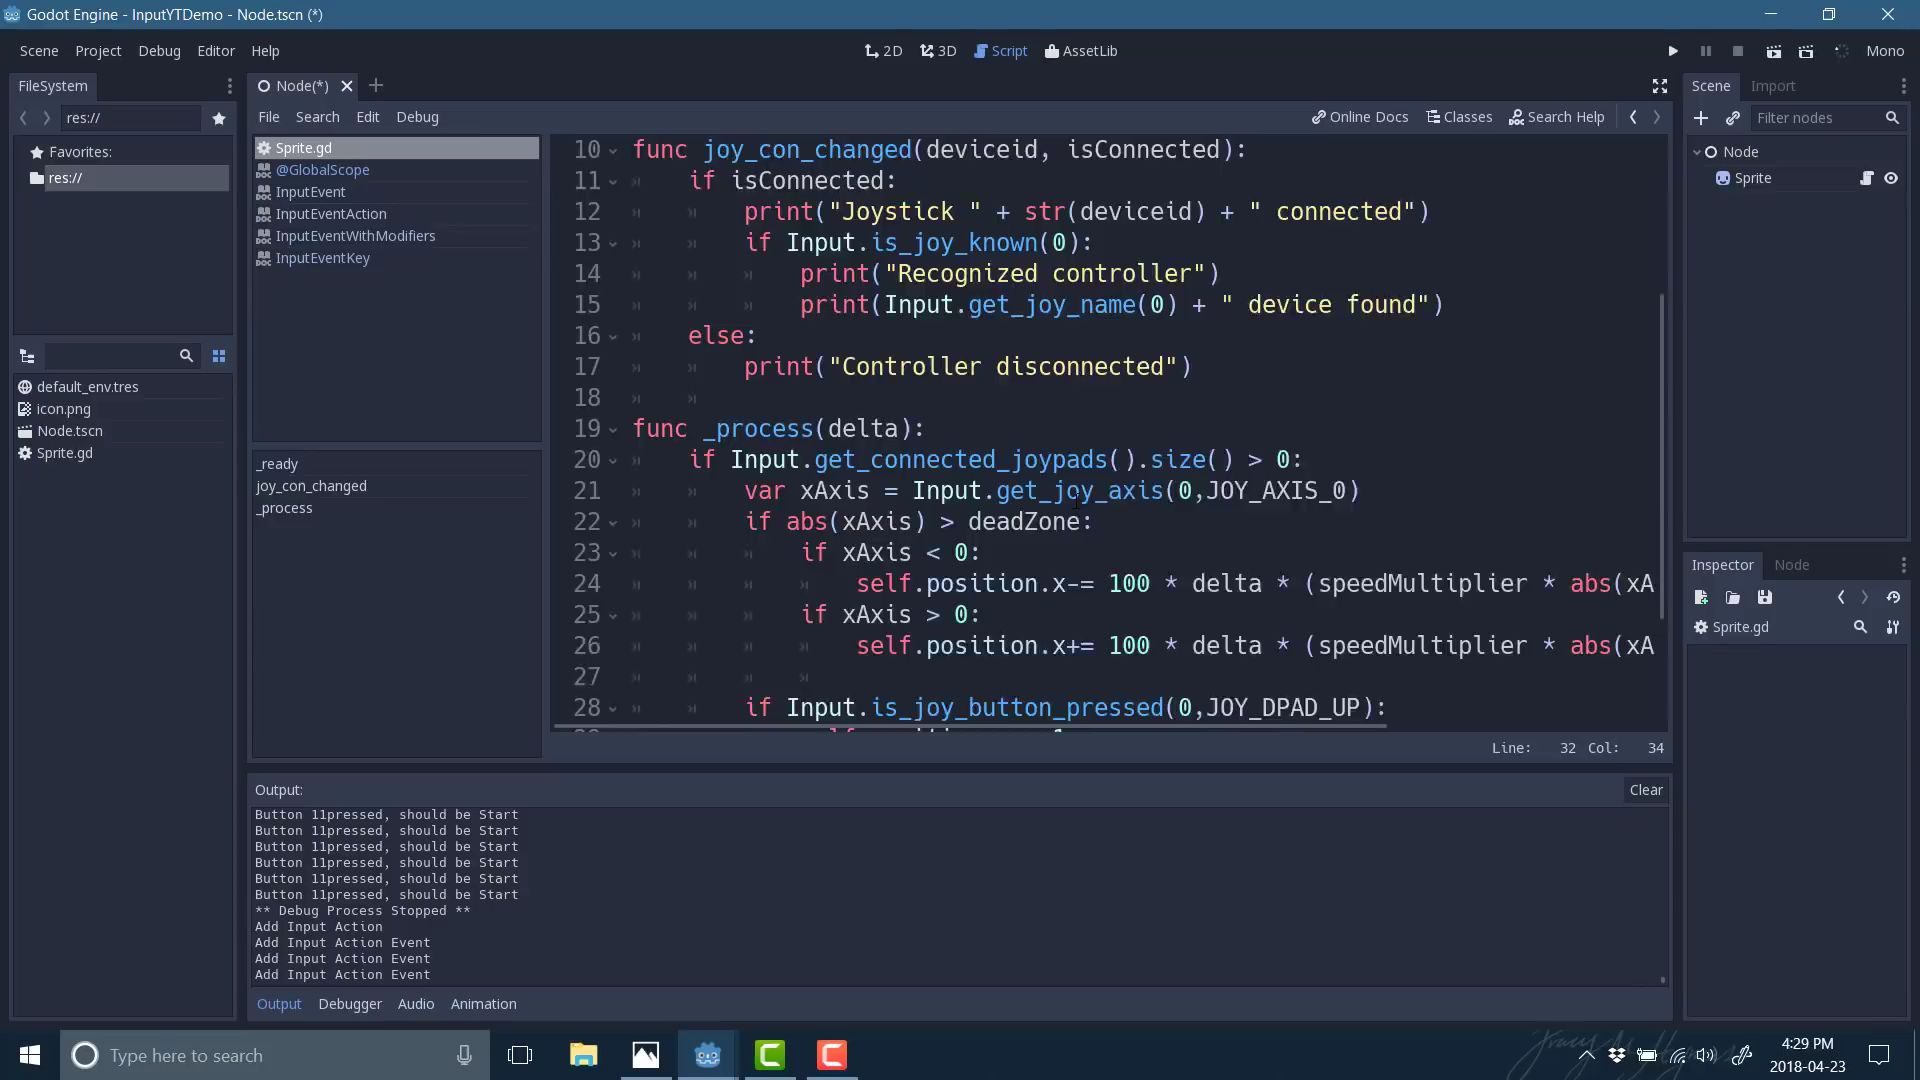 Godot Engine - InputYTDemo - Node.tscn (*)
Scene Project Debug Editor Help
2D 3D Script AssetLib
Mono
FileSystem
res://
Favorites:
res://
default_env.tres
icon.png
Node.tscn
Sprite.gd
Node(*)
File Search Edit Debug
Online Docs Classes Search Help
Sprite.gd
@GlobalScope
InputEvent
InputEventAction
InputEventWithModifiers
InputEventKey
_ready
joy_con_changed
_process
10 func joy_con_changed(deviceid, isConnected):
11 if isConnected:
12 print("Joystick " + str(deviceid) + " connected")
13 if Input.is_joy_known(0):
14 print("Recognized controller")
15 print(Input.get_joy_name(0) + " device found")
16 else:
17 print("Controller disconnected")
18
19 func _process(delta):
20 if Input.get_connected_joypads().size() > 0:
21 var xAxis = Input.get_joy_axis(0,JOY_AXIS_0)
22 if abs(xAxis) > deadZone:
23 if xAxis < 0:
24 self.position.x-= 100 * delta * (speedMultiplier * abs(xA
25 if xAxis > 0:
26 self.position.x+= 100 * delta * (speedMultiplier * abs(xA
27
28 if Input.is_joy_button_pressed(0,JOY_DPAD_UP):
Line: 32 Col: 34
Output:
Clear
Button 11pressed, should be Start
Button 11pressed, should be Start
Button 11pressed, should be Start
Button 11pressed, should be Start
Button 11pressed, should be Start
Button 11pressed, should be Start
** Debug Process Stopped **
Add Input Action
Add Input Action Event
Add Input Action Event
Add Input Action Event
Output Debugger Audio Animation
Scene Import
Filter nodes
Node
Sprite
Inspector Node
Sprite.gd
Type here to search
4:29 PM
2018-04-23